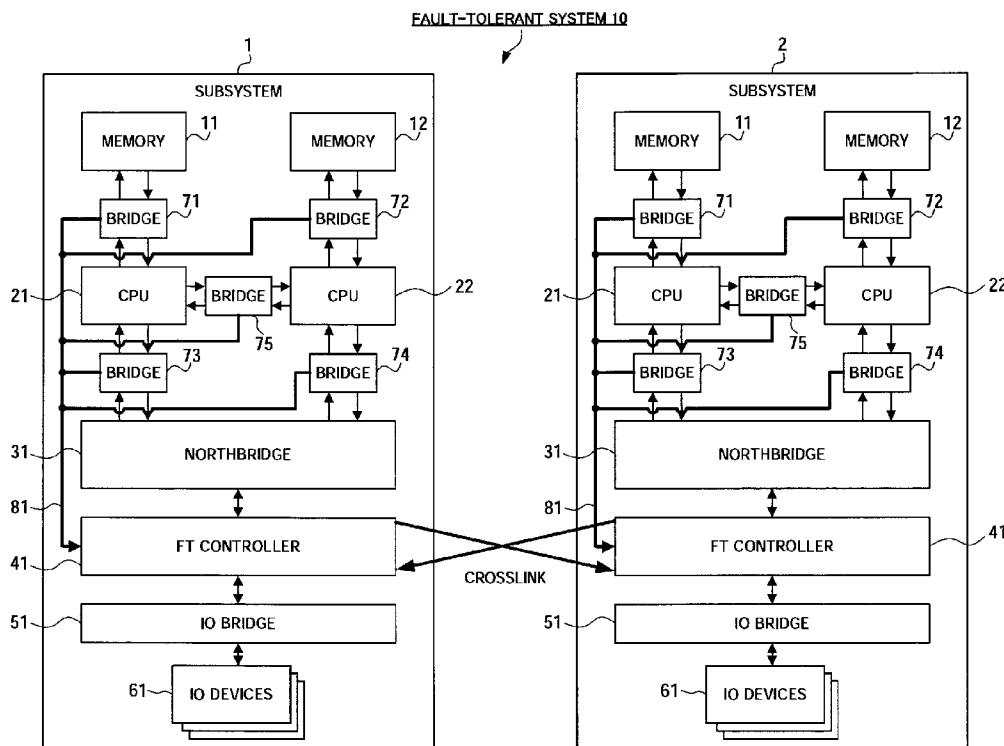 FAULT-TOLERANT SYSTEM 10
1
SUBSYSTEM
MEMORY
11
MEMORY
12
BRIDGE
71
BRIDGE
72
21
CPU
BRIDGE
75
CPU
22
BRIDGE
73
BRIDGE
74
31
NORTHBRIDGE
81
FT CONTROLLER
41
51
IO BRIDGE
61
IO DEVICES
CROSSLINK
2
SUBSYSTEM
MEMORY
11
MEMORY
12
BRIDGE
71
BRIDGE
72
21
CPU
BRIDGE
75
CPU
22
BRIDGE
73
BRIDGE
74
31
NORTHBRIDGE
81
FT CONTROLLER
41
51
IO BRIDGE
61
IO DEVICES